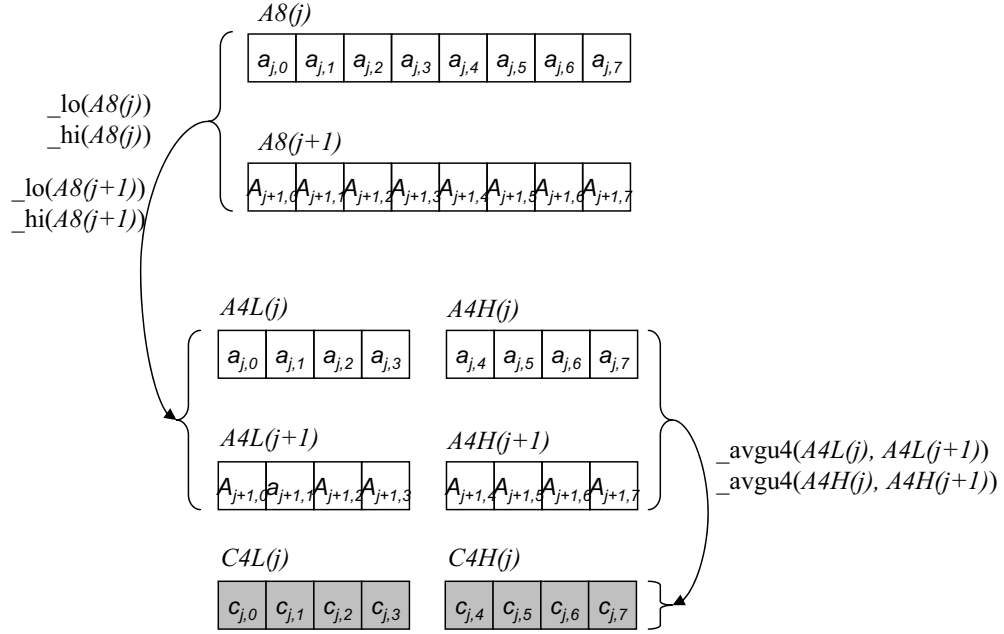 A8(j)
a_{j,0} a_{j,1} a_{j,2} a_{j,3} a_{j,4} a_{j,5} a_{j,6} a_{j,7}
_lo(A8(j))
_hi(A8(j))
A8(j+1)
_lo(A8(j+1))
_hi(A8(j+1))
A_{j+1,0} A_{j+1,1} A_{j+1,2} A_{j+1,3} A_{j+1,4} A_{j+1,5} A_{j+1,6} A_{j+1,7}
A4L(j) A4H(j)
a_{j,0} a_{j,1} a_{j,2} a_{j,3} a_{j,4} a_{j,5} a_{j,6} a_{j,7}
A4L(j+1) A4H(j+1)
_avgu4(A4L(j), A4L(j+1))
_avgu4(A4H(j), A4H(j+1))
A_{j+1,0} a_{j+1,1} A_{j+1,2} A_{j+1,3} A_{j+1,4} A_{j+1,5} A_{j+1,6} A_{j+1,7}
C4L(j) C4H(j)
c_{j,0} c_{j,1} c_{j,2} c_{j,3} c_{j,4} c_{j,5} c_{j,6} c_{j,7}